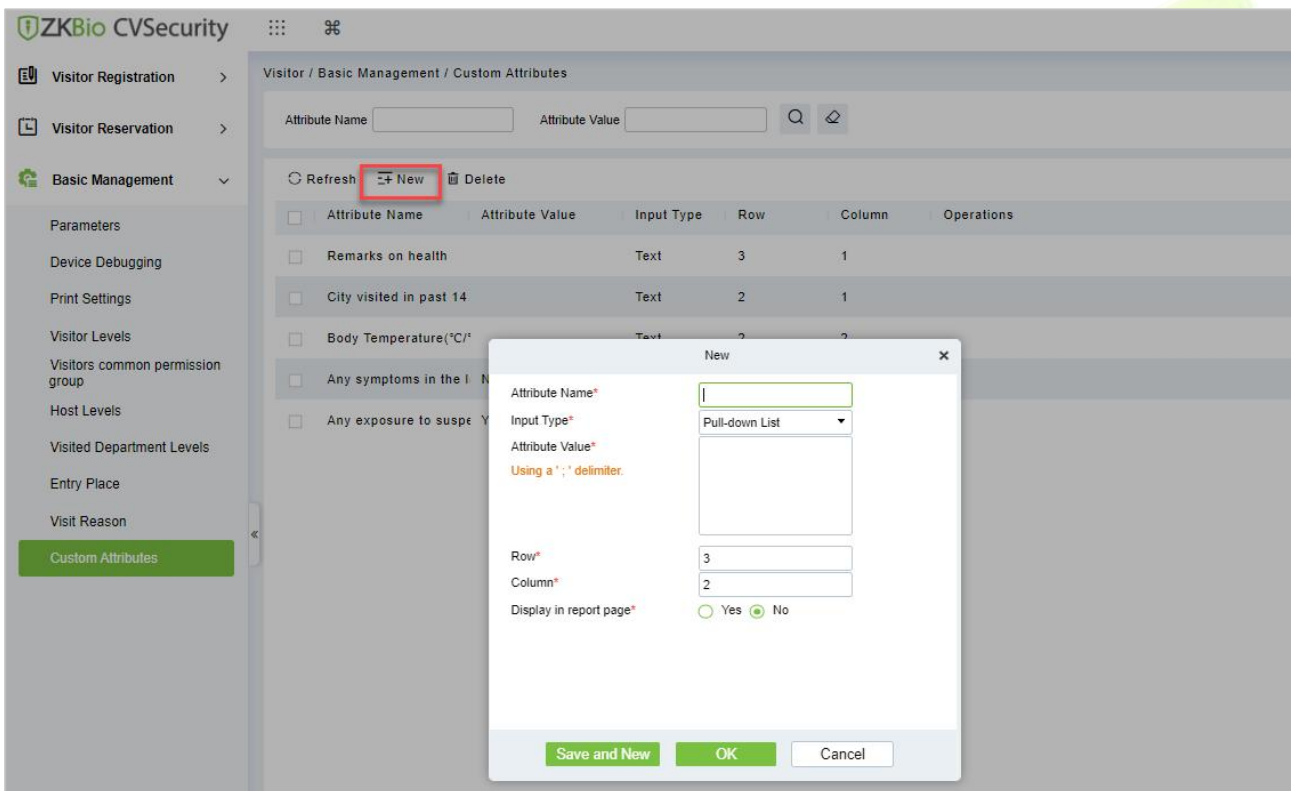 ZKBio CVSecurity
Visitor Registration
Visitor Reservation
Basic Management
Parameters
Device Debugging
Print Settings
Visitor Levels
Visitors common permission
group
Host Levels
Visited Department Levels
Entry Place
Visit Reason
Custom Attributes
Visitor / Basic Management / Custom Attributes
Attribute Name Attribute Value
Refresh New Delete
Attribute Name Attribute Value Input Type Row Column Operations
Remarks on health Text 3 1
City visited in past 14 Text 2 1
Body Temperature(°C/° Text 2 2
Any symptoms in the l N
Any exposure to suspe Y
New
Attribute Name*
Input Type* Pull-down List
Attribute Value*
Using a ' ; ' delimiter.
Row* 3
Column* 2
Display in report page* Yes No
Save and New OK Cancel